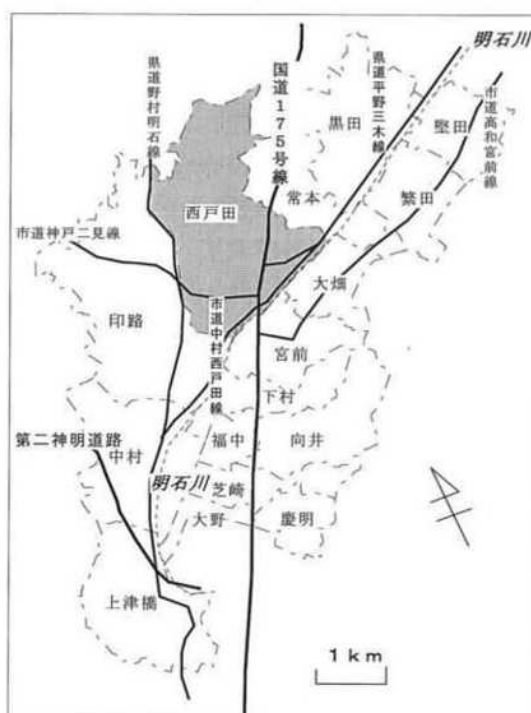 明石川
県道平野三木線
国道175号線
県道野村明石線
市道高和宮前線
黒田
堅田
常本
繁田
西戸田
市道神戸二見線
大畑
印路
市道中村西戸田線
宮前
下村
第二神明道路
中村
福中
向井
明石川
芝崎
大野
慶明
上津橋
1km